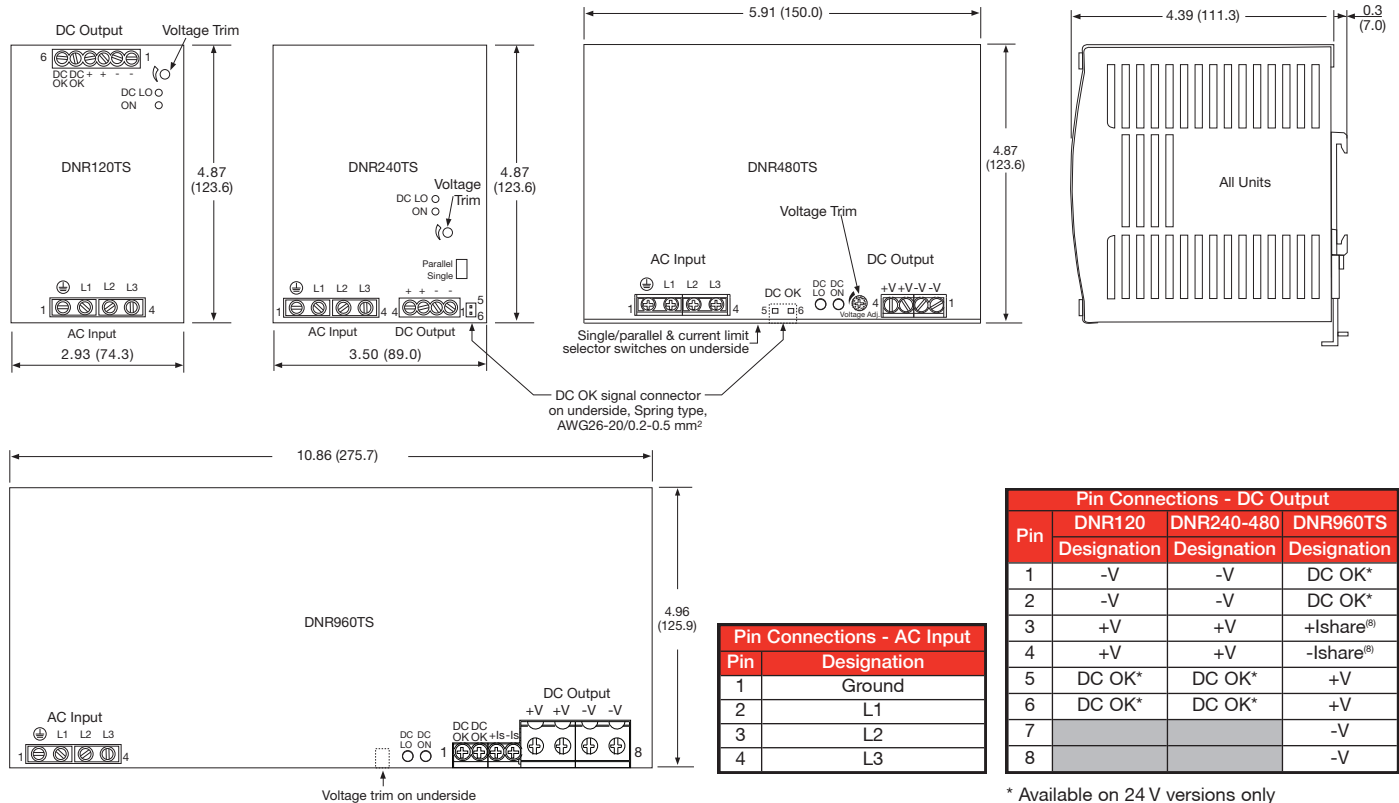 DC Output
Voltage Trim
6 1
DC DC + + - -
OK OK
DC LO
ON
DNR120TS
4.87
(123.6)
L1 L2 L3
1 4
AC Input
2.93 (74.3)
DNR240TS
4.87
(123.6)
DC LO
ON
Voltage
Trim
Parallel
Single
L1 L2 L3
+ + - -
1 4 1 5
6
AC Input
DC Output
3.50 (89.0)
5.91 (150.0)
DNR480TS
4.87
(123.6)
Voltage Trim
AC Input
DC Output
L1 L2 L3
1 4
DC OK
5 6
DC LO
DC ON
Voltage Adj.
+V +V -V -V
4 1
Single/parallel & current limit
selector switches on underside
DC OK signal connector
on underside, Spring type,
AWG26-20/0.2-0.5 mm²
4.39 (111.3)
0.3
(7.0)
All Units
10.86 (275.7)
DNR960TS
4.96
(125.9)
AC Input
L1 L2 L3
1 4
DC LO
DC ON
DC DC
OK OK +Is -Is
1 8
DC Output
+V +V -V -V
Voltage trim on underside
Pin Connections - AC Input
Pin Designation
1 Ground
2 L1
3 L2
4 L3
Pin Connections - DC Output
Pin DNR120 DNR240-480 DNR960TS
Designation Designation Designation
1 -V -V DC OK*
2 -V -V DC OK*
3 +V +V +Ishare(8)
4 +V +V -Ishare(8)
5 DC OK* DC OK* +V
6 DC OK* DC OK* +V
7 -V
8 -V
* Available on 24 V versions only